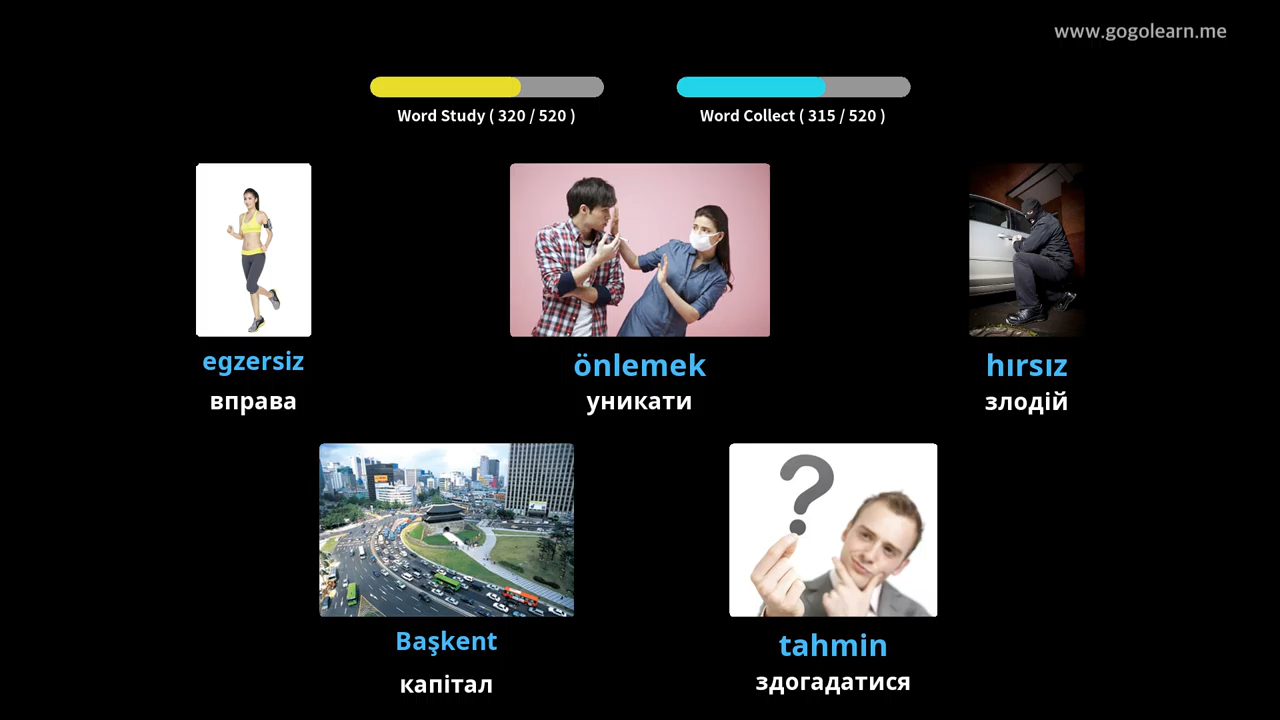 www.gogolearn.me
Word Study ( 320 / 520 )
Word Collect ( 315 / 520 )
egzersiz
вправа
önlemek
уникати
hırsız
злодій
Başkent
капітал
tahmin
здогадатися